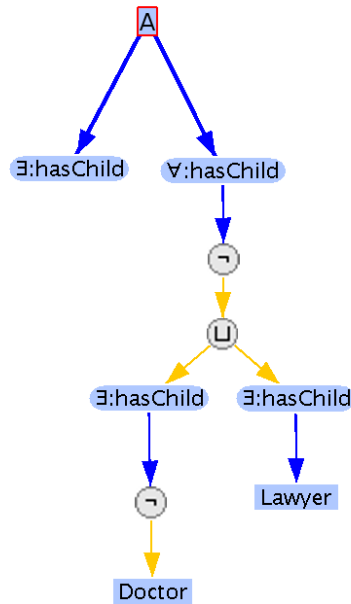 A
∃:hasChild
∀:hasChild
¬
⊔
∃:hasChild
∃:hasChild
¬
Lawyer
Doctor